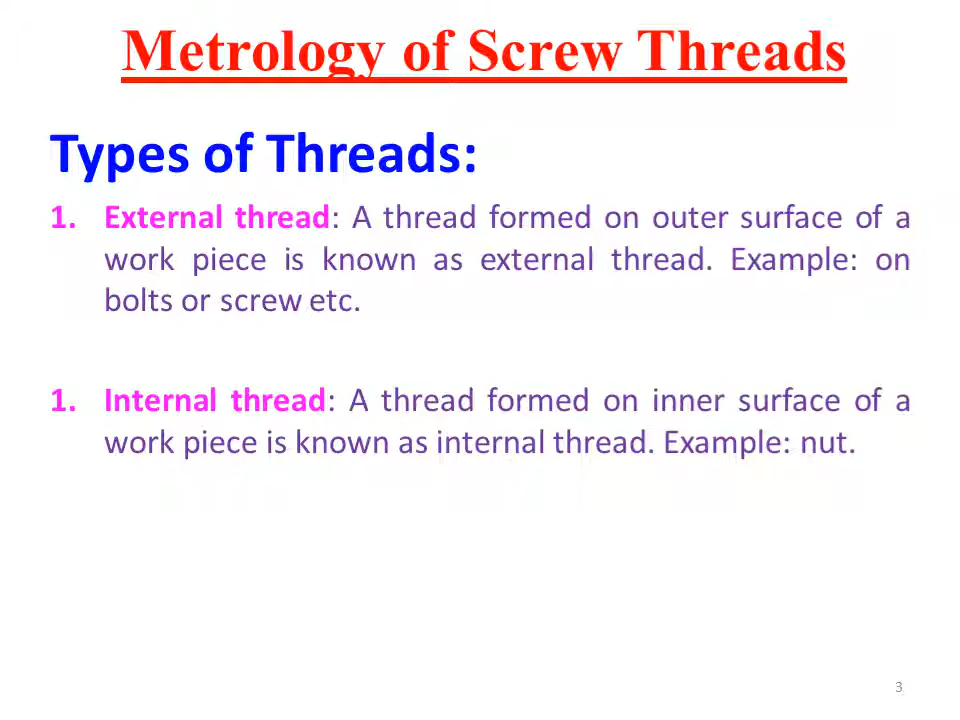 Metrology of Screw Threads
Types of Threads:
1. External thread: A thread formed on outer surface of a
work piece is known as external thread. Example: on
bolts or screw etc.
1. Internal thread: A thread formed on inner surface of a
work piece is known as internal thread. Example: nut.
3